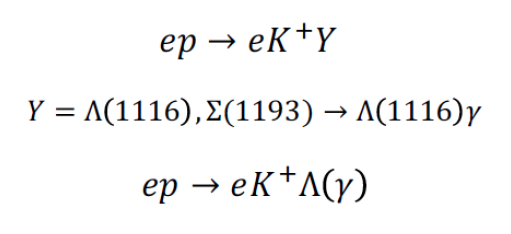 ep → eK⁺Y
Y = Λ(1116), Σ(1193) → Λ(1116)γ
ep → eK⁺Λ(γ)